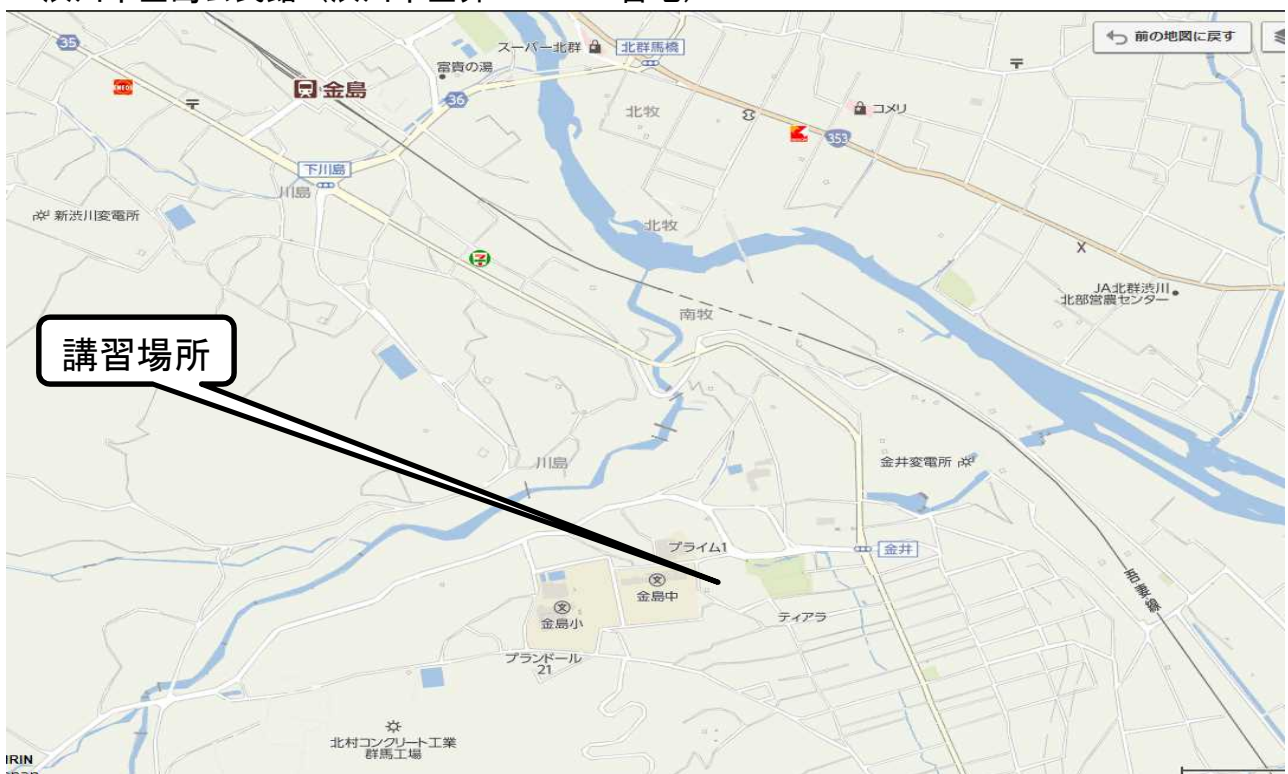 前の地図に戻す
35
スーパー北群
北群馬橋
富貴の湯
金島
ENEOS
36
北牧
コメリ
353
下川島
川島
新渋川変電所
北牧
JA北群渋川
北部営農センター
南牧
講習場所
川島
金井変電所
プライム1
金井
金島中
金島小
ティアラ
吾妻線
プランドール
21
北村コンクリート工業
群馬工場
IRIN